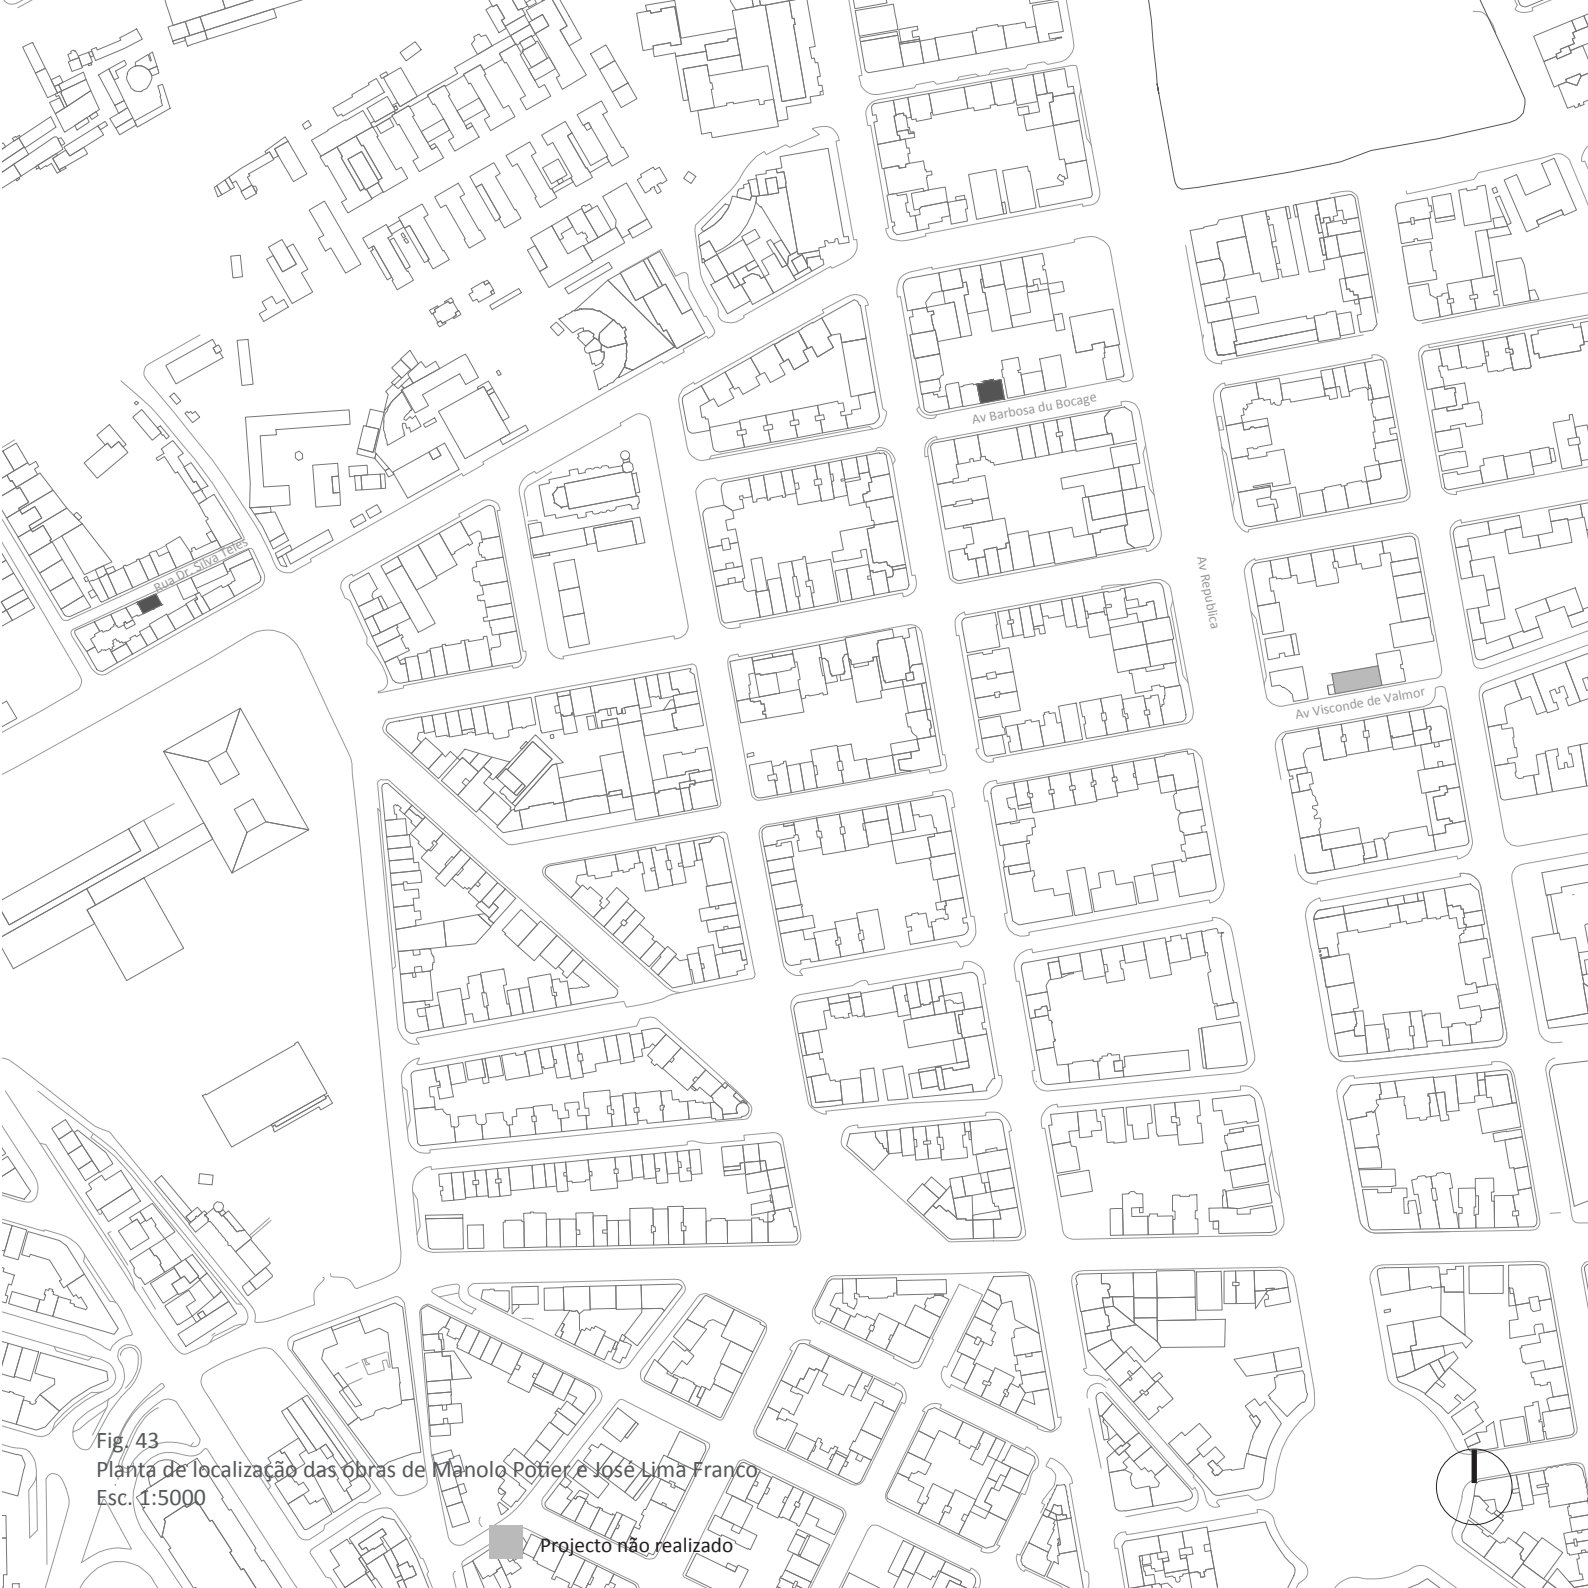 Av Barbosa du Bocage
Rua Dr. Silva Teles
Av Republica
Av Visconde de Valmor
Fig. 43
Planta de localização das óbras de Manolo Potier e José Lima Franco
Esc. 1:5000
Projecto não realizado